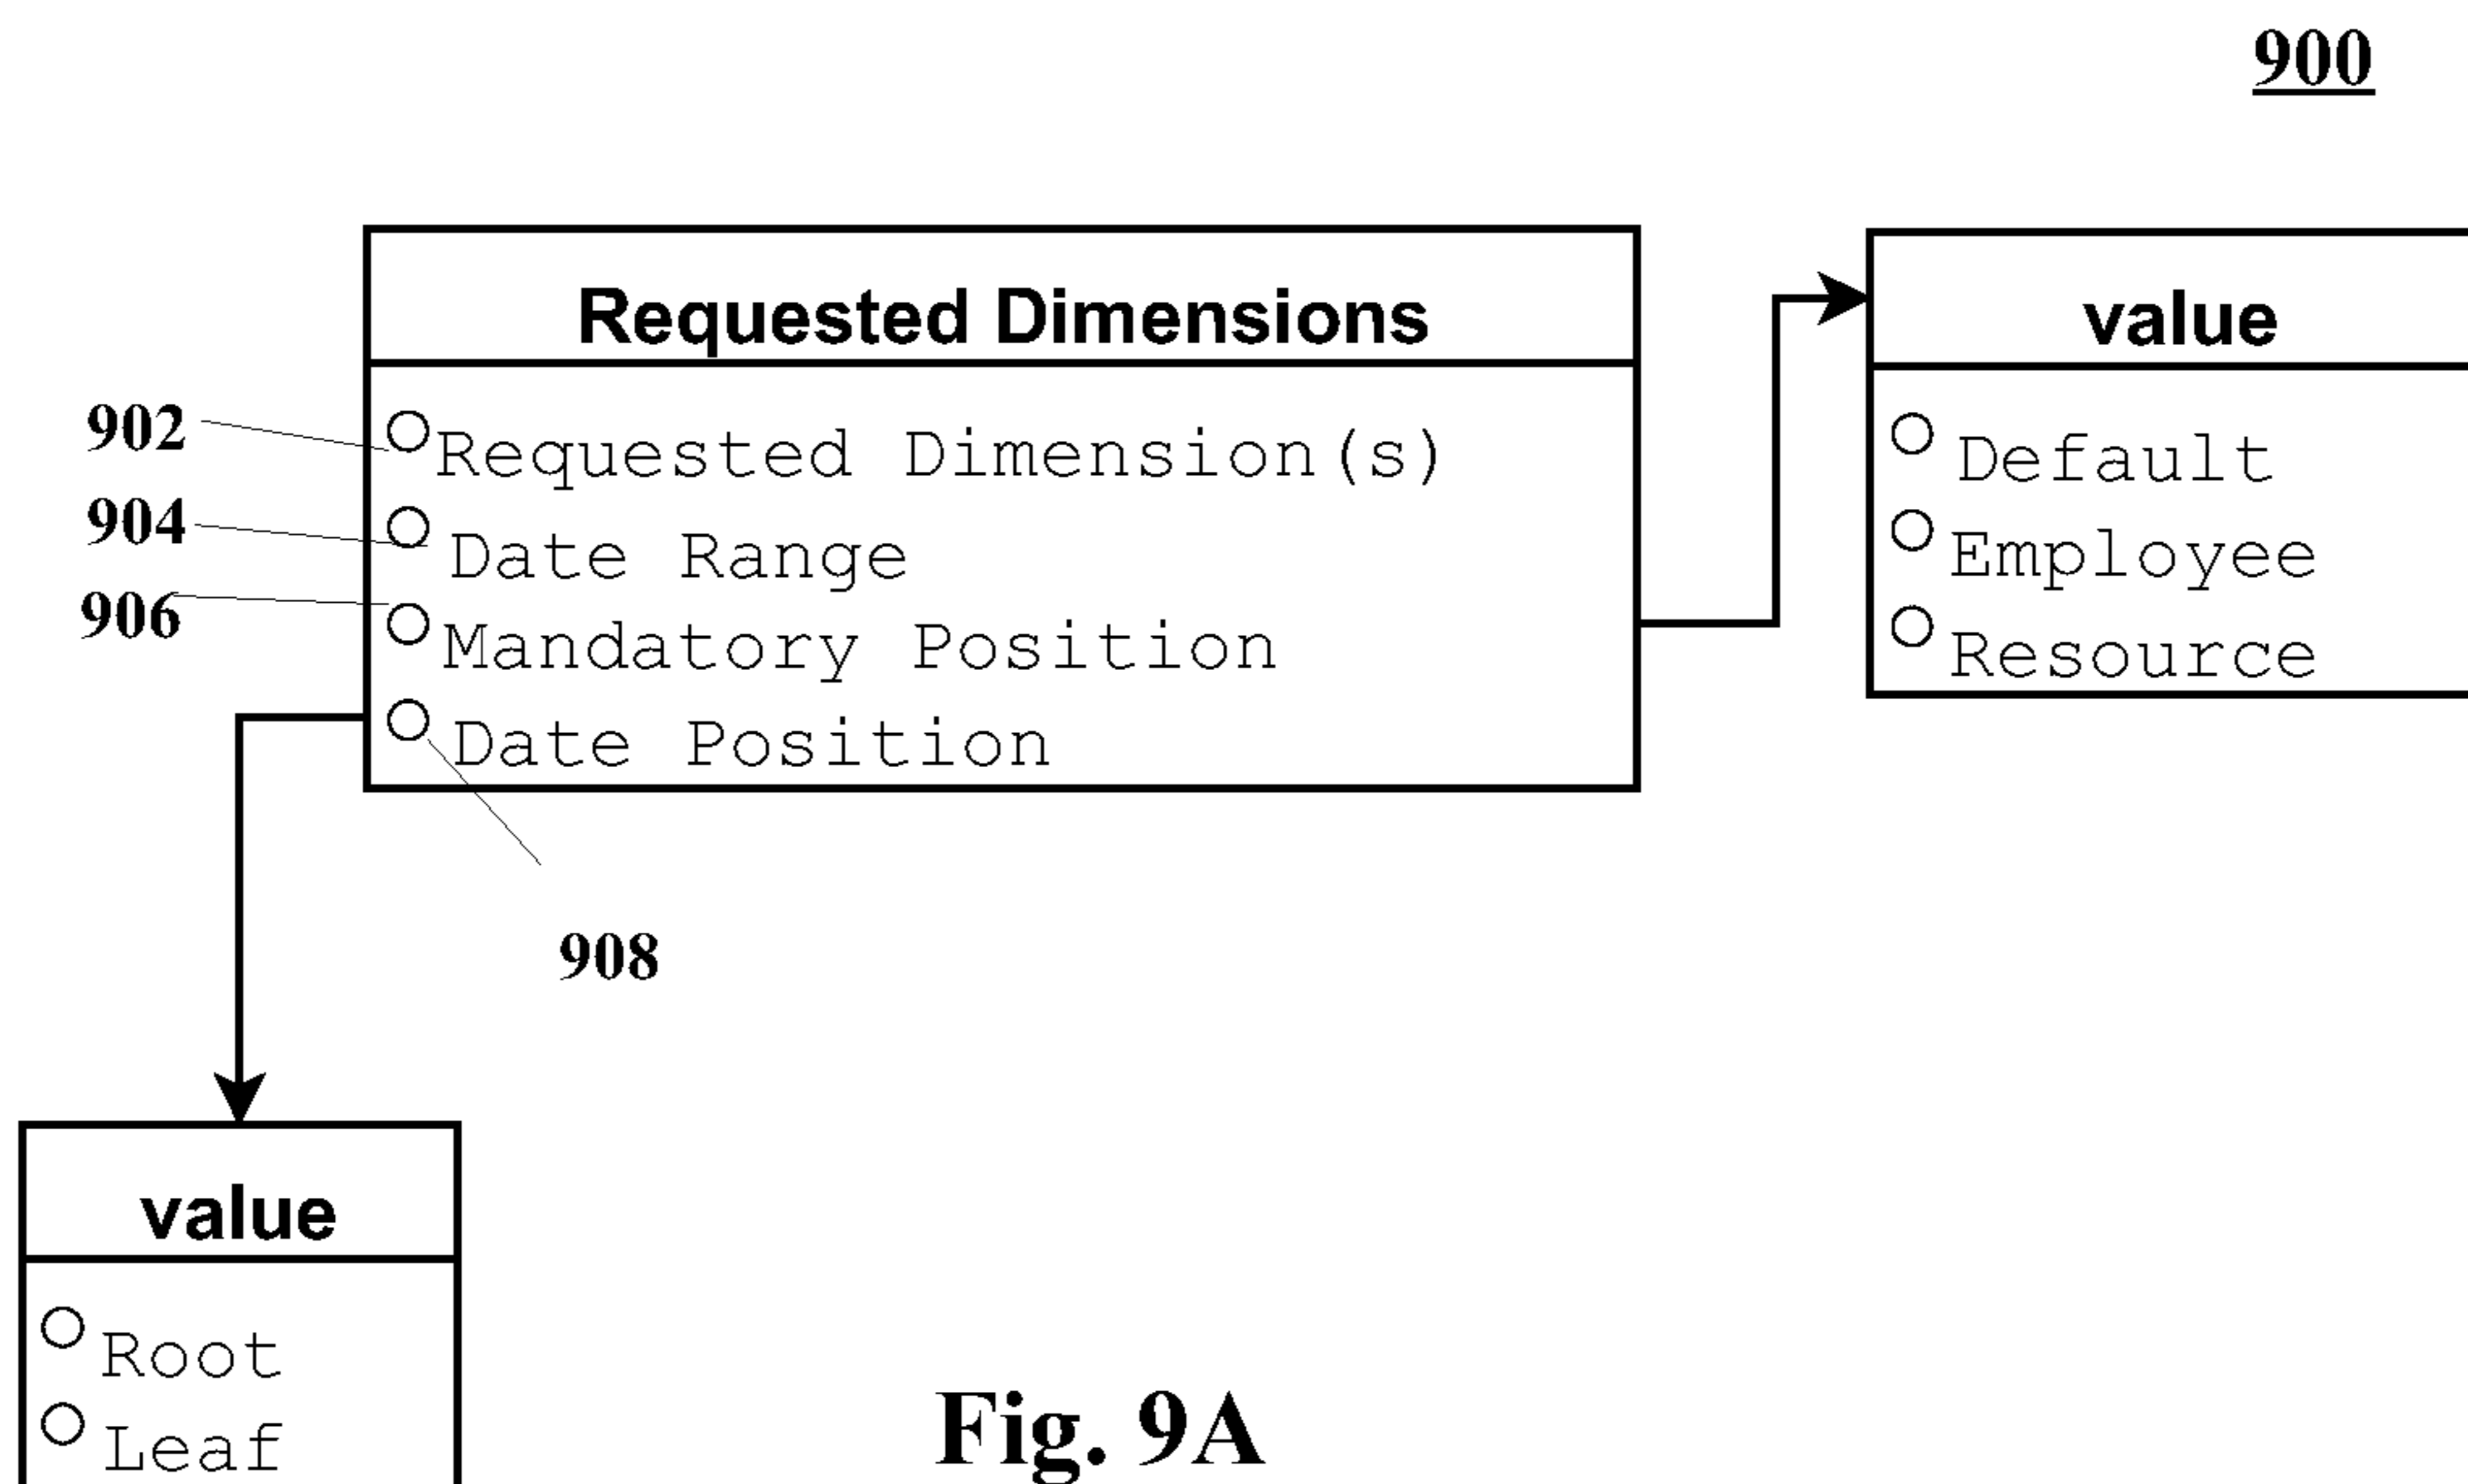 900
Requested Dimensions
value
902
Requested Dimension(s)
Default
904
Date Range
Employee
906
Mandatory Position
Resource
Date Position
908
value
Root
Leaf
Fig. 9A